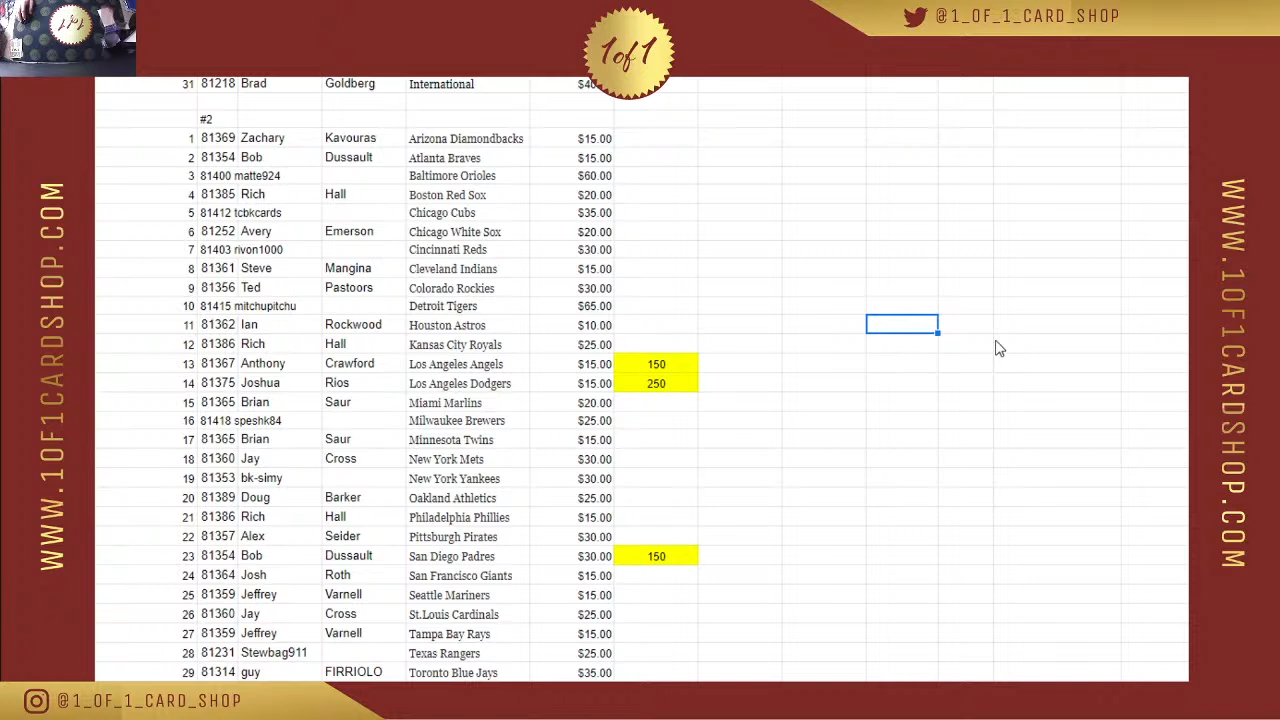 @1_OF_1_CARD_SHOP
1of1
1of1
31 81218 Brad Goldberg International
#2
1 81369 Zachary Kavouras Arizona Diamondbacks $15.00
2 81354 Bob Dussault Atlanta Braves $15.00
3 81400 matte924 Baltimore Orioles $60.00
4 81385 Rich Hall Boston Red Sox $20.00
5 81412 tcbkcards Chicago Cubs $35.00
6 81252 Avery Emerson Chicago White Sox $20.00
7 81403 rivon1000 Cincinnati Reds $30.00
8 81361 Steve Mangina Cleveland Indians $15.00
9 81356 Ted Pastoors Colorado Rockies $30.00
10 81415 mitchupitchu Detroit Tigers $65.00
11 81362 Ian Rockwood Houston Astros $10.00
12 81386 Rich Hall Kansas City Royals $25.00
13 81367 Anthony Crawford Los Angeles Angels $15.00 150
14 81375 Joshua Rios Los Angeles Dodgers $15.00 250
15 81365 Brian Saur Miami Marlins $20.00
16 81418 speshk84 Milwaukee Brewers $25.00
17 81365 Brian Saur Minnesota Twins $15.00
18 81360 Jay Cross New York Mets $30.00
19 81353 bk-simy New York Yankees $30.00
20 81389 Doug Barker Oakland Athletics $25.00
21 81386 Rich Hall Philadelphia Phillies $15.00
22 81357 Alex Seider Pittsburgh Pirates $30.00
23 81354 Bob Dussault San Diego Padres $30.00 150
24 81364 Josh Roth San Francisco Giants $15.00
25 81359 Jeffrey Varnell Seattle Mariners $15.00
26 81360 Jay Cross St.Louis Cardinals $25.00
27 81359 Jeffrey Varnell Tampa Bay Rays $15.00
28 81231 Stewbag911 Texas Rangers $25.00
29 81314 guy FIRRIOLO Toronto Blue Jays $35.00
WWW.1OF1CARDSHOP.COM
WWW.1OF1CARDSHOP.COM
@1_OF_1_CARD_SHOP